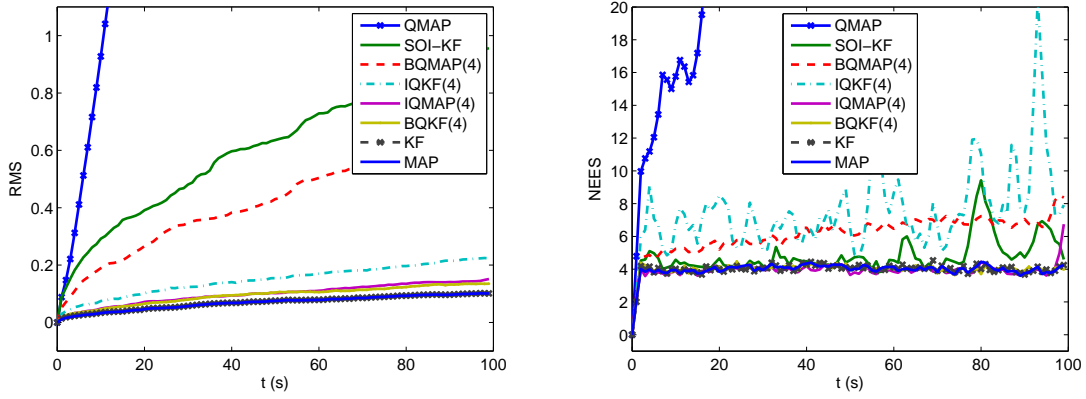 1
0.8
0.6
0.4
0.2
0
RMS
0
20
40
60
80
100
t (s)
QMAP
SOI−KF
BQMAP(4)
IQKF(4)
IQMAP(4)
BQKF(4)
KF
MAP
20
18
16
14
12
10
8
6
4
2
0
NEES
0
20
40
60
80
100
t (s)
QMAP
SOI−KF
BQMAP(4)
IQKF(4)
IQMAP(4)
BQKF(4)
KF
MAP